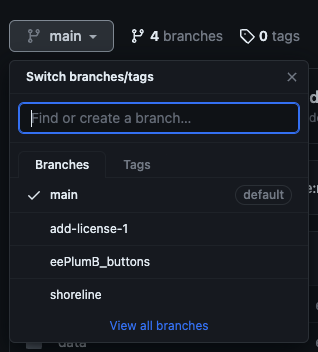 main
4 branches
0 tags
Switch branches/tags
Find or create a branch...
Branches
Tags
main
default
add-license-1
eePlumB_buttons
shoreline
View all branches
data